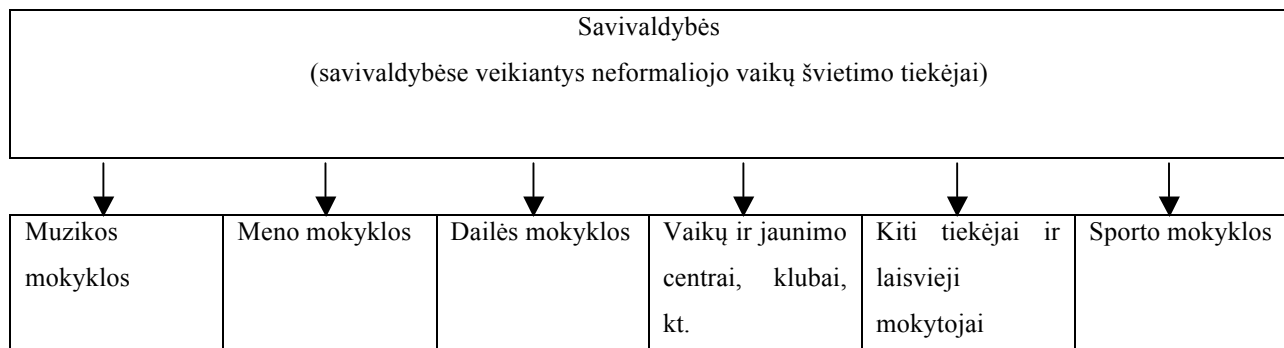 Savivaldybės
(savivaldybėse veikiantys neformaliojo vaikų švietimo tiekėjai)
Muzikos
mokyklos
Meno mokyklos
Dailės mokyklos
Vaikų ir jaunimo
centrai, klubai,
kt.
Kiti tiekėjai ir
laisvieji
mokytojai
Sporto mokyklos